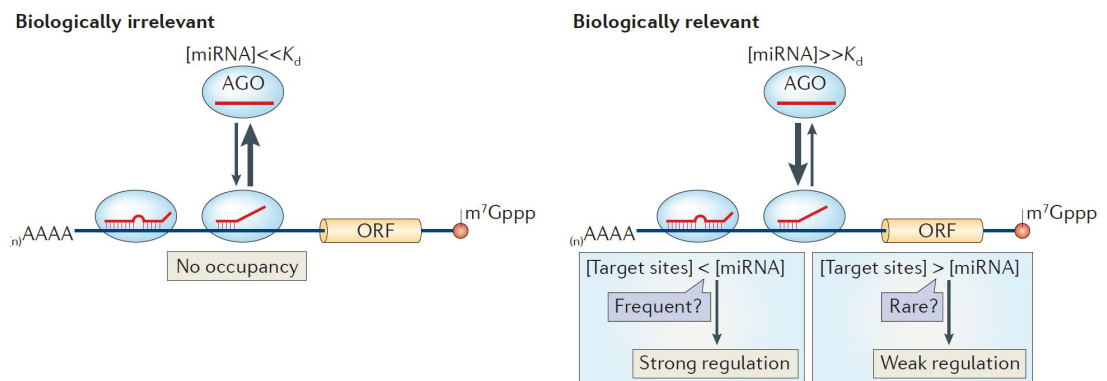 Biologically irrelevant
[miRNA]<<Kd
AGO
m⁷Gppp
(n)AAAA
ORF
No occupancy
Biologically relevant
[miRNA]>>Kd
AGO
m⁷Gppp
(n)AAAA
ORF
[Target sites] < [miRNA]
Frequent?
Strong regulation
[Target sites] > [miRNA]
Rare?
Weak regulation